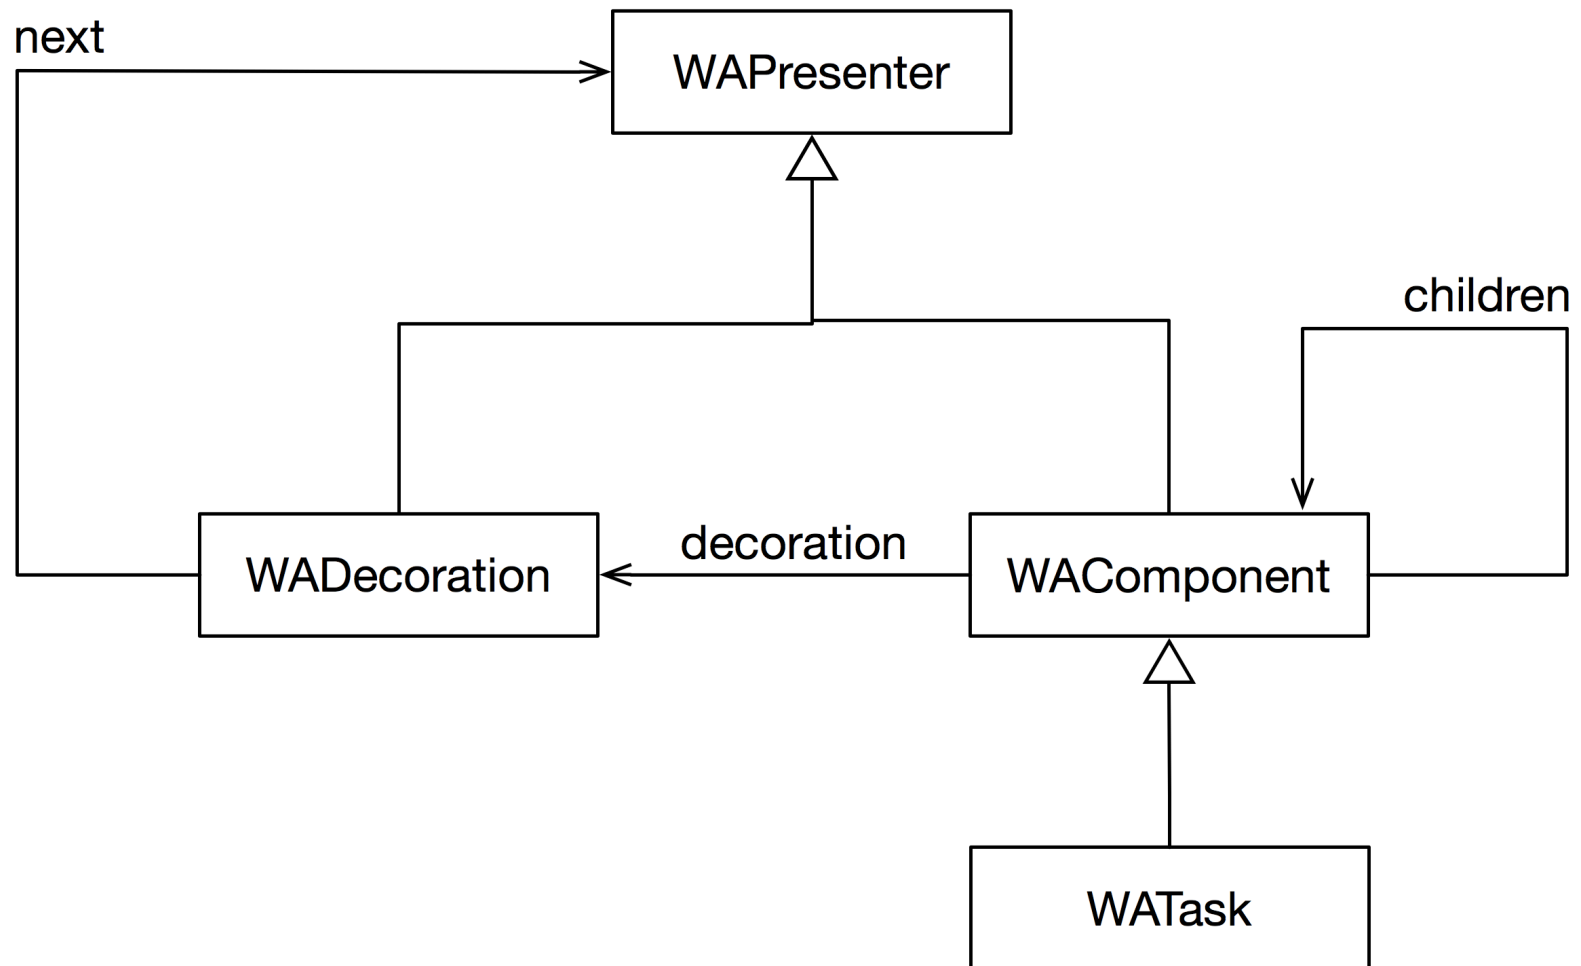 next
WAPresenter
children
decoration
WADecoration
WAComponent
WATask